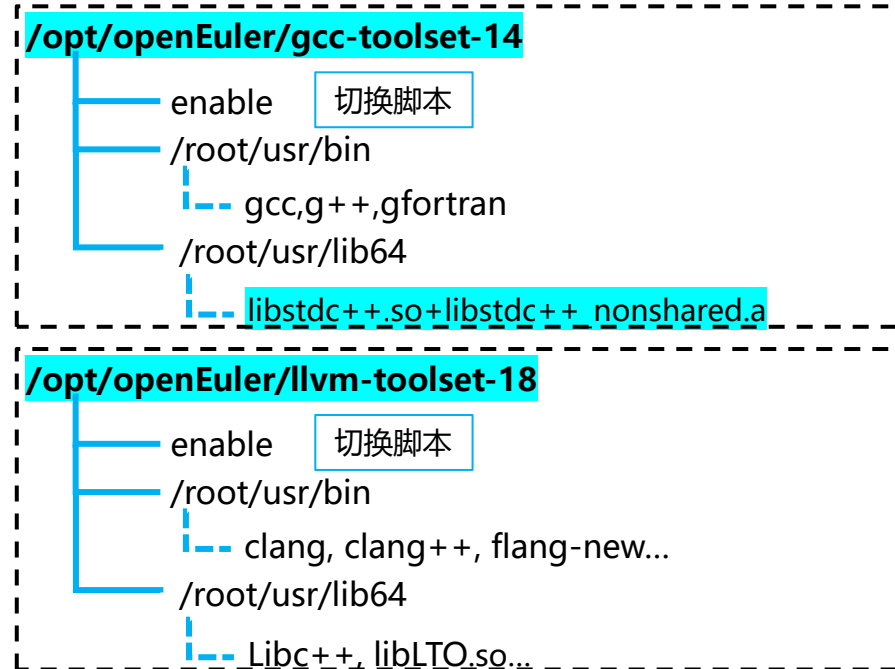 /opt/openEuler/gcc-toolset-14
enable 切换脚本
/root/usr/bin
gcc,g++,gfortran
/root/usr/lib64
libstdc++.so+libstdc++_nonshared.a
/opt/openEuler/llvm-toolset-18
enable 切换脚本
/root/usr/bin
clang, clang++, flang-new...
/root/usr/lib64
Libc++, libLTO.so...